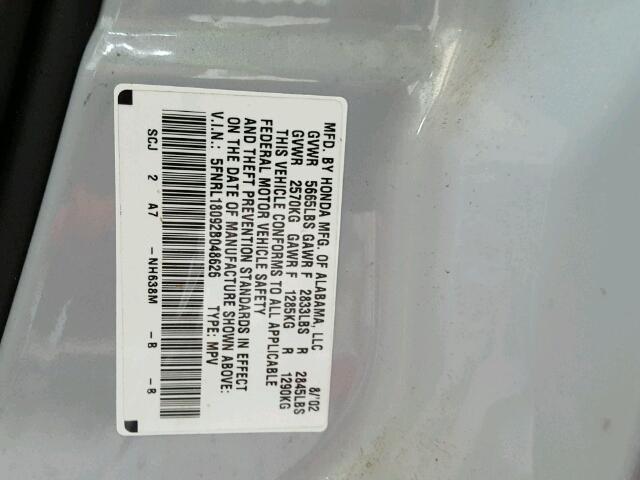 MFD. BY HONDA MFG. OF ALABAMA, LLC 8/'02
GVWR 5665LBS GAWR F 2833LBS R 2845LBS
GVWR 2570KG GAWR F 1285KG R 1290KG
THIS VEHICLE CONFORMS TO ALL APPLICABLE
FEDERAL MOTOR VEHICLE SAFETY
AND THEFT PREVENTION STANDARDS IN EFFECT
ON THE DATE OF MANUFACTURE SHOWN ABOVE:
V.I.N.: 5FNRL18092B048626 TYPE: MPV
SCJ 2 A7 -NH638M -B -B